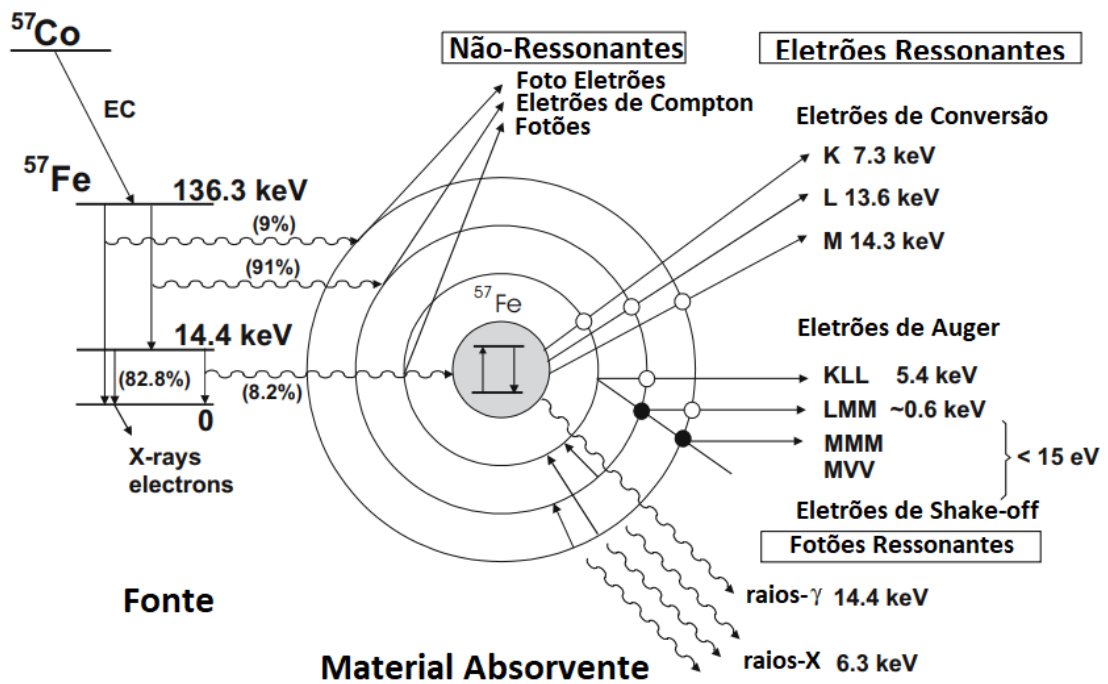 ⁵⁷Co
EC
⁵⁷Fe
136.3 keV
(9%)
(91%)
14.4 keV
(82.8%)
(8.2%)
0
X-rays
electrons
Fonte
Não-Ressonantes
Foto Eletrões
Eletrões de Compton
Fotões
⁵⁷Fe
Material Absorvente
Eletrões Ressonantes
Eletrões de Conversão
K 7.3 keV
L 13.6 keV
M 14.3 keV
Eletrões de Auger
KLL 5.4 keV
LMM ~0.6 keV
MMM
MVV
< 15 eV
Eletrões de Shake-off
Fotões Ressonantes
raios-γ 14.4 keV
raios-X 6.3 keV